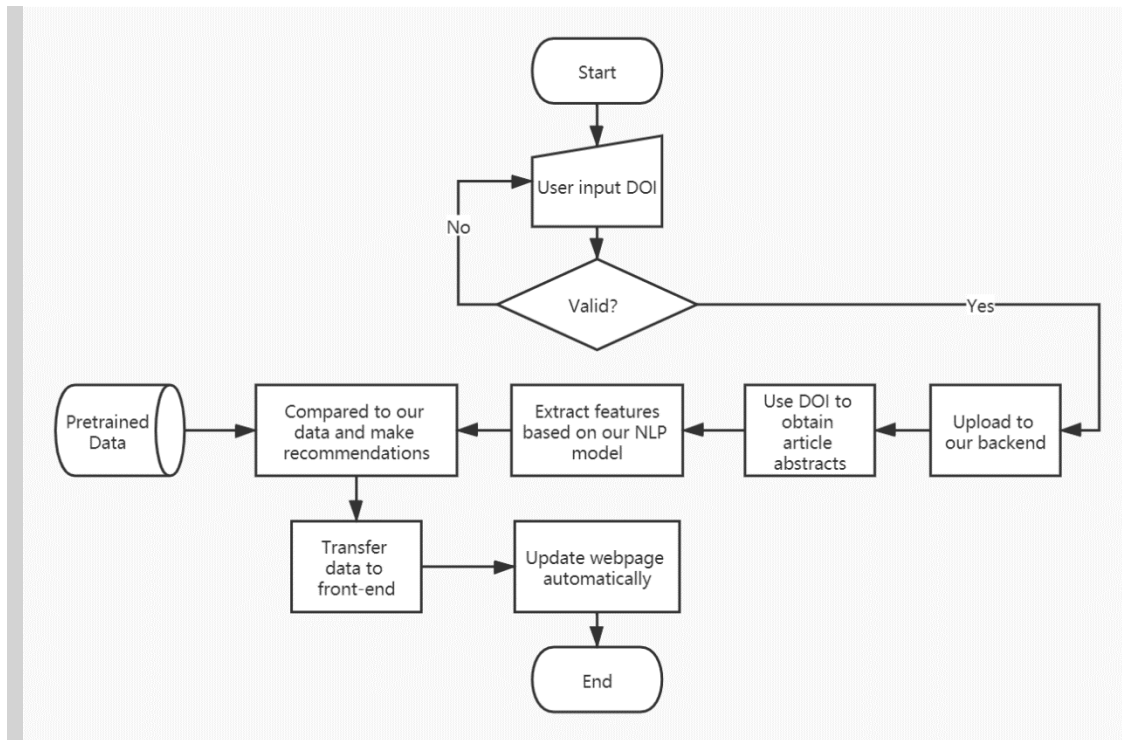 Start
User input DOI
No
Valid?
Yes
Pretrained
Data
Compared to our
data and make
recommendations
Extract features
based on our NLP
model
Use DOI to
obtain
article
abstracts
Upload to
our backend
Transfer
data to
front-end
Update webpage
automatically
End